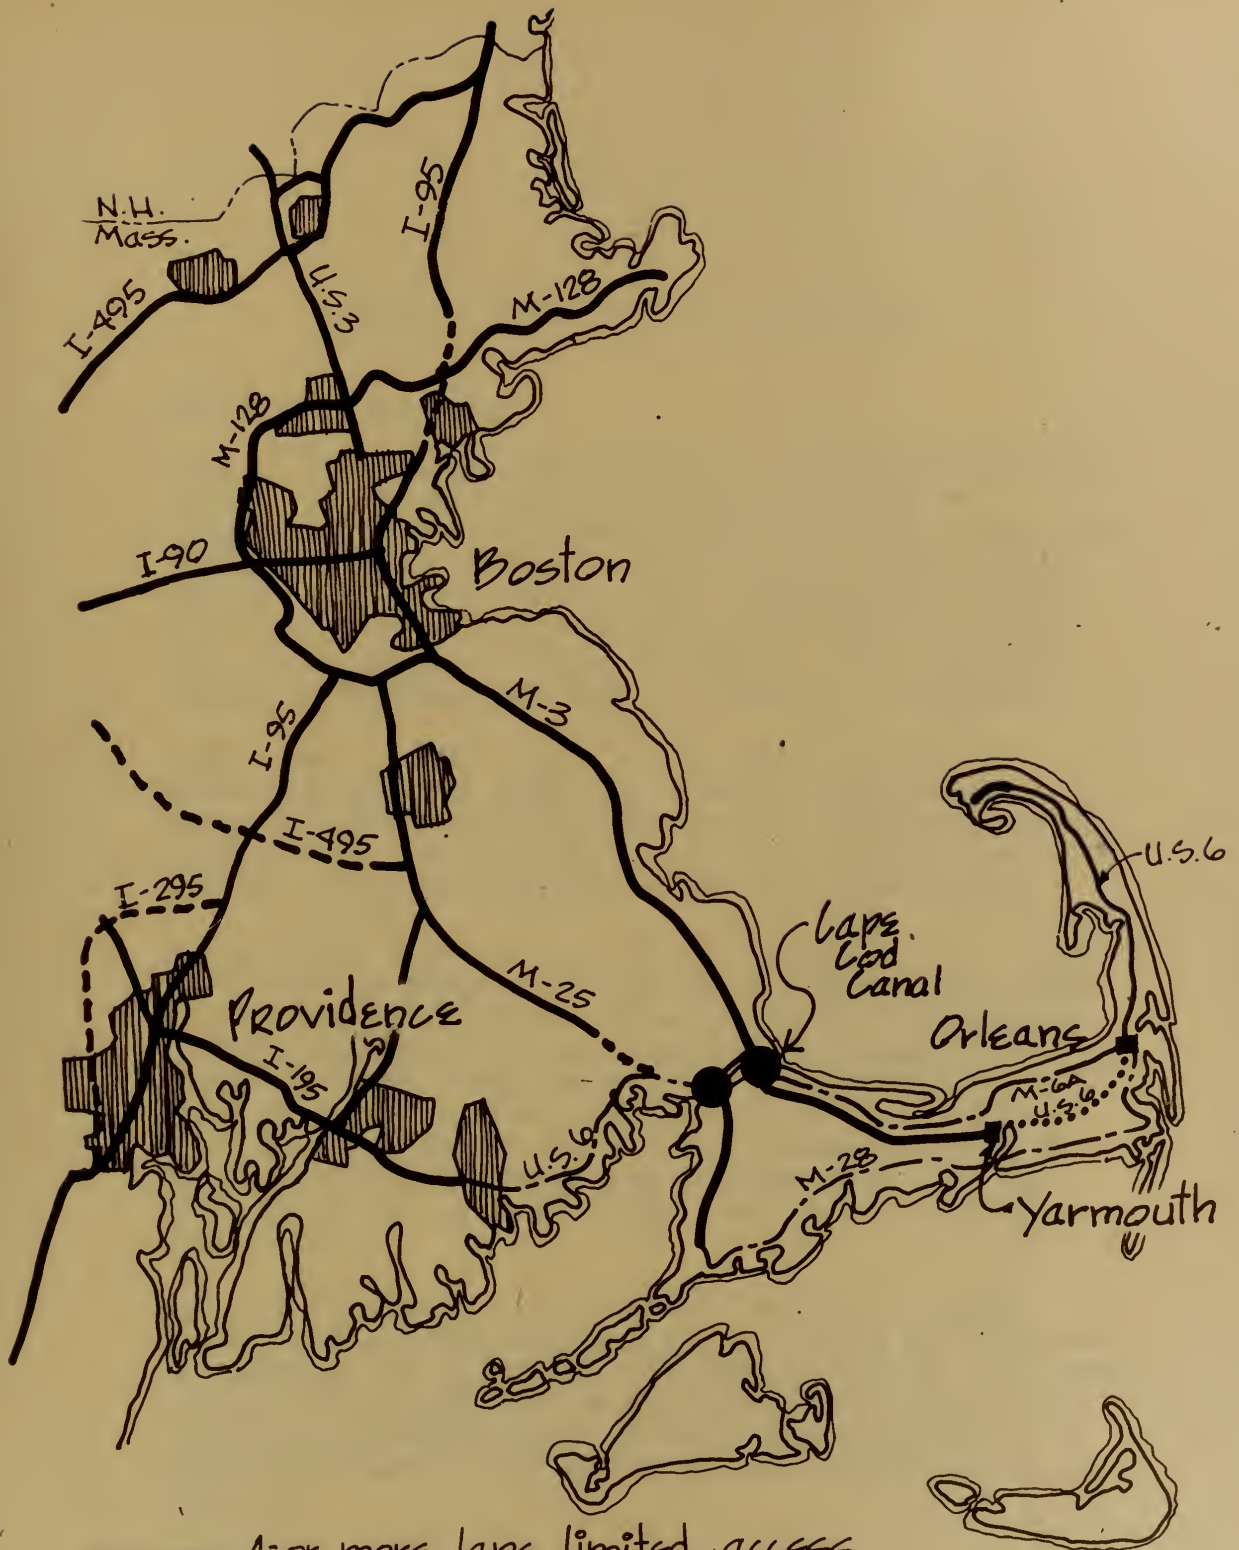 N.H.
Mass.
I-95
I-495
U.S.3
M-128
M-128
I-90
Boston
M-3
I-95
I-495
I-295
U.S.6
Cape
Cod
Canal
M-25
Providence
Orleans
I-195
M-6A
U.S.6
U.S.6
M-28
Yarmouth
4-or more lane limited access